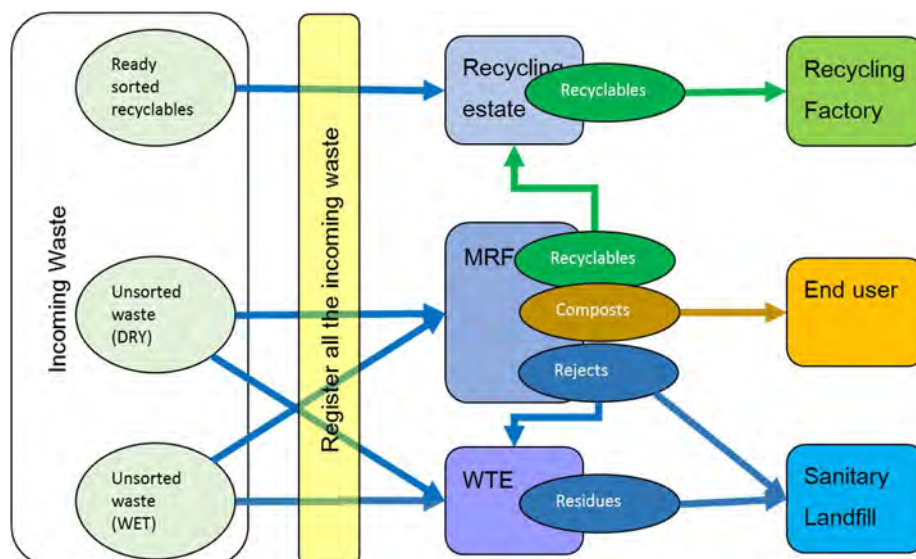 Incoming Waste
Ready
sorted
recyclables
Unsorted
waste
(DRY)
Unsorted
waste
(WET)
Register all the incoming waste
Recycling
estate
Recyclables
Recycling
Factory
MRF
Recyclables
Composts
Rejects
End user
WTE
Residues
Sanitary
Landfill